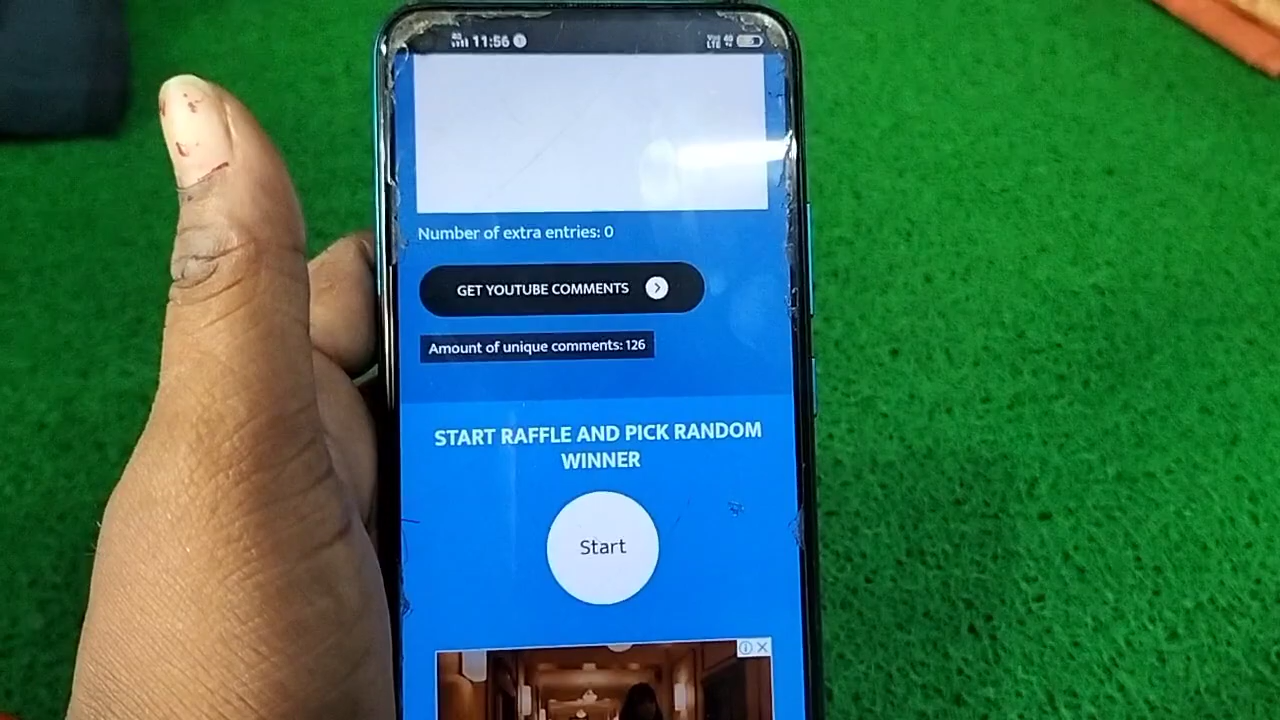 11:56
Number of extra entries: 0
GET YOUTUBE COMMENTS
Amount of unique comments: 126
START RAFFLE AND PICK RANDOM
WINNER
Start